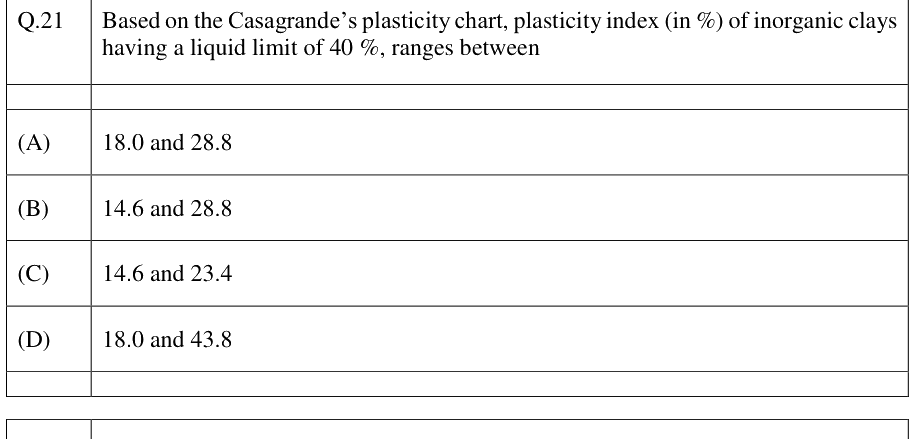 Q.21 Based on the Casagrande's plasticity chart, plasticity index (in %) of inorganic clays
having a liquid limit of 40 %, ranges between
(A) 18.0 and 28.8
(B) 14.6 and 28.8
(C) 14.6 and 23.4
(D) 18.0 and 43.8